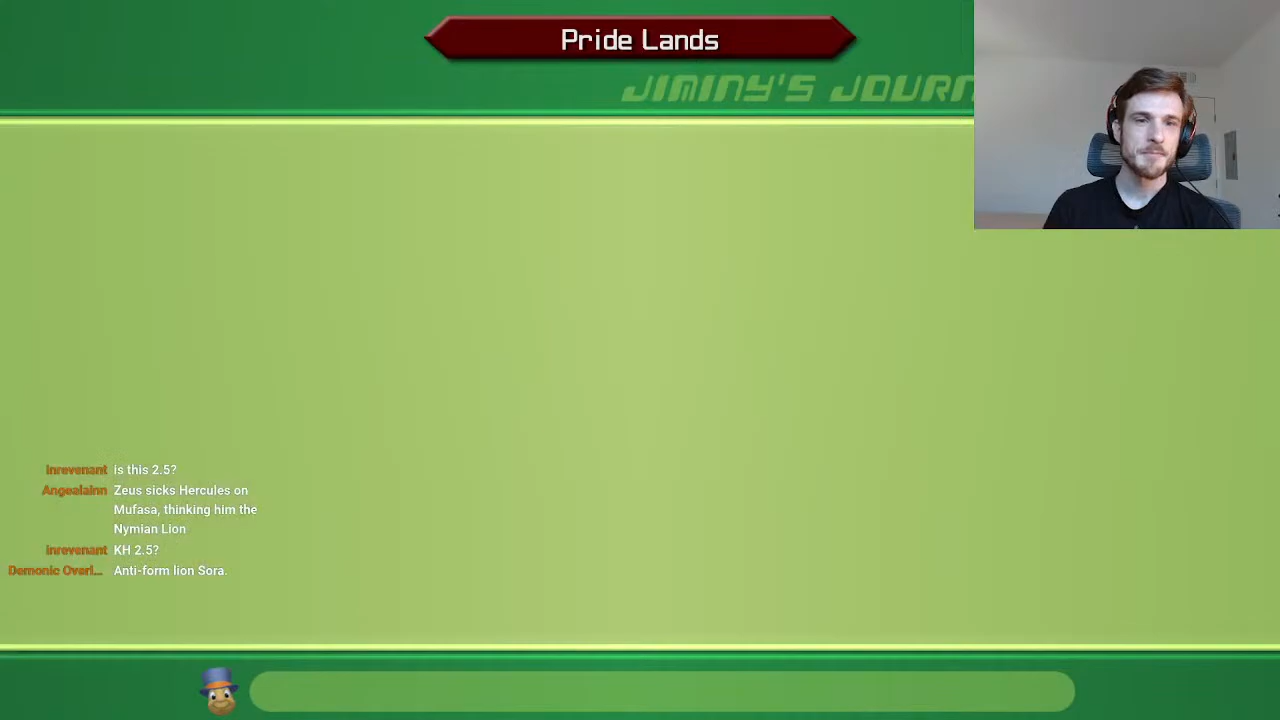 Pride Lands
JIMINY'S JOURN
inrevenant is this 2.5?
Angealainn Zeus sicks Hercules on
Mufasa, thinking him the
Nymian Lion
inrevenant KH 2.5?
Demonic Overl... Anti-form lion Sora.